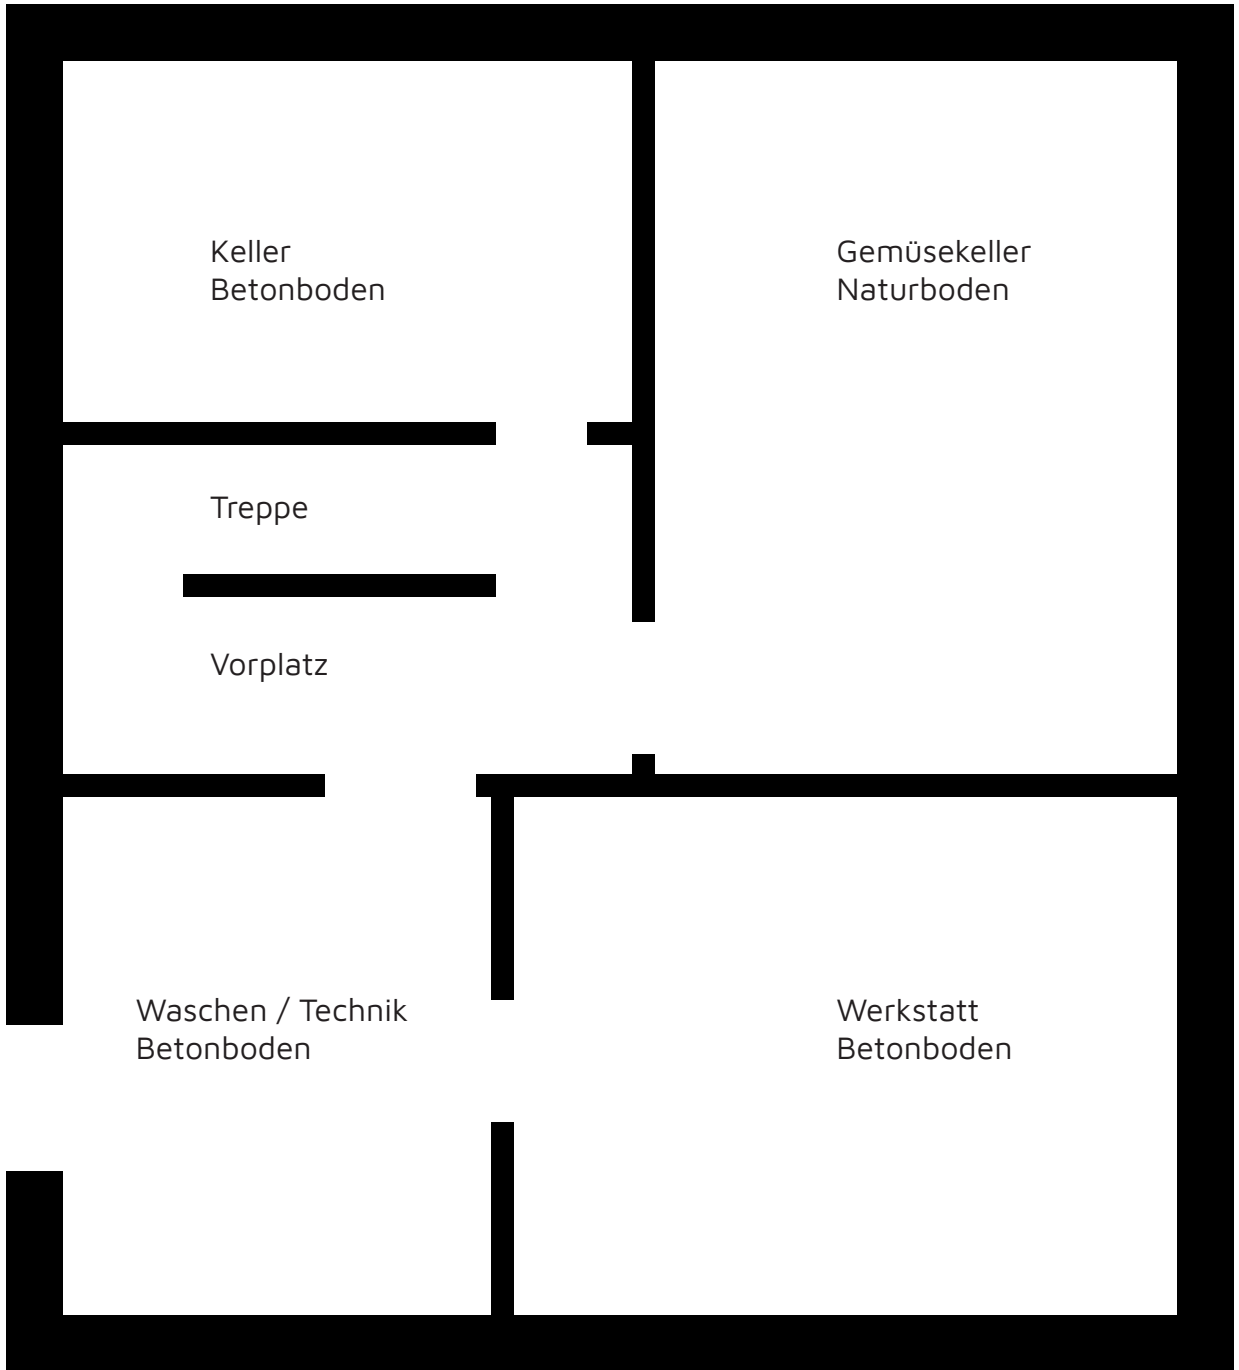 Keller
Betonboden
Gemüsekeller
Naturboden
Treppe
Vorplatz
Waschen / Technik
Betonboden
Werkstatt
Betonboden